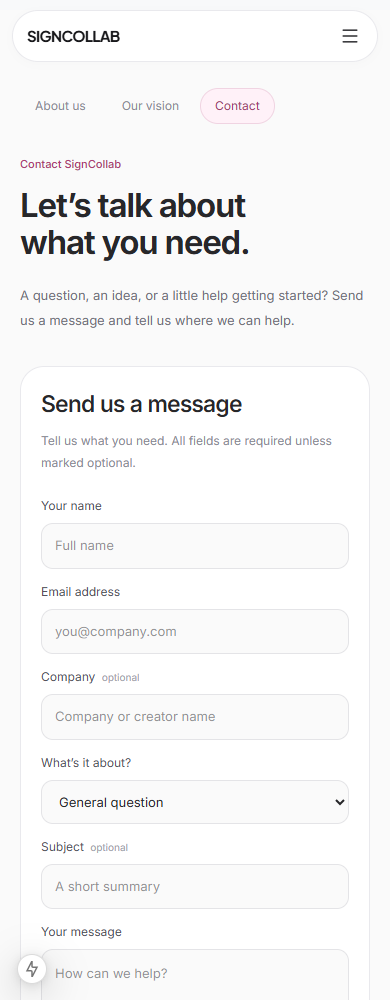 SIGNCOLLAB
About us
Our vision
Contact
Contact SignCollab
Let’s talk about
what you need.
A question, an idea, or a little help getting started? Send
us a message and tell us where we can help.
Send us a message
Tell us what you need. All fields are required unless
marked optional.
Your name
Full name
Email address
you@company.com
Company optional
Company or creator name
What’s it about?
General question
Subject optional
A short summary
Your message
How can we help?